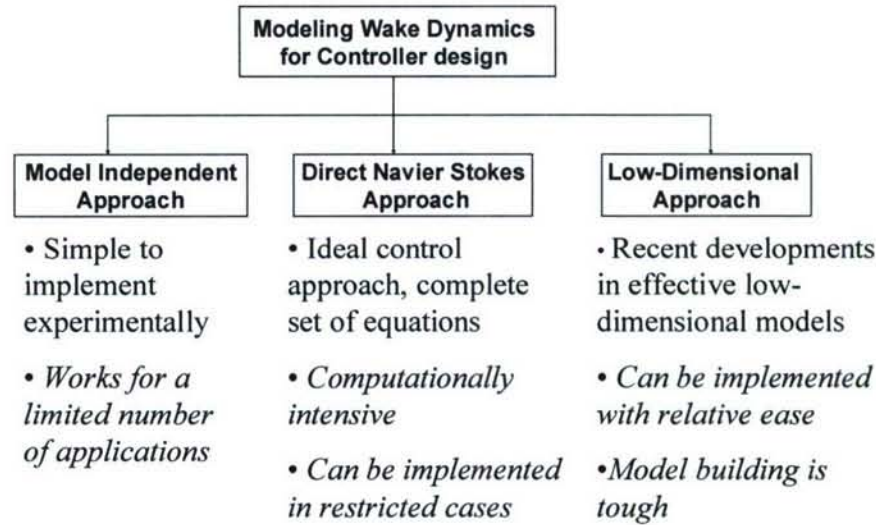 Modeling Wake Dynamics
for Controller design
Model Independent
Approach
• Simple to
implement
experimentally
• Works for a
limited number
of applications
Direct Navier Stokes
Approach
• Ideal control
approach, complete
set of equations
• Computationally
intensive
• Can be implemented
in restricted cases
Low-Dimensional
Approach
• Recent developments
in effective low-
dimensional models
• Can be implemented
with relative ease
•Model building is
tough